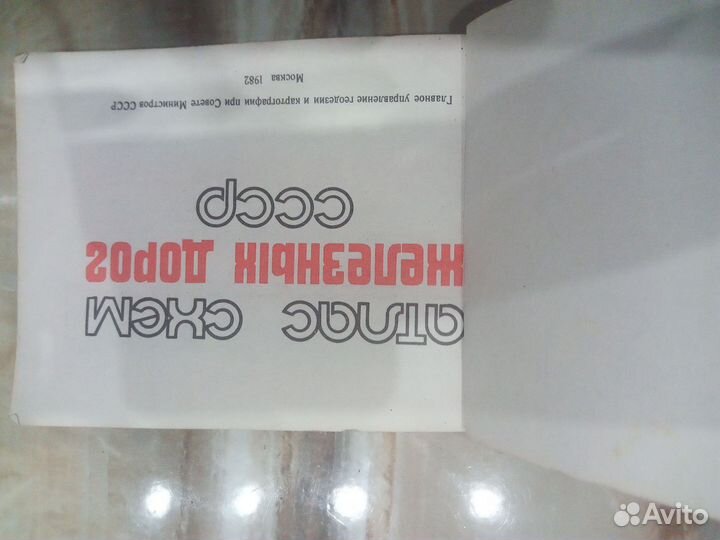 атлас схем
железных дорог
ссср
Главное управление геодезии и картографии при Совете Министров СССР
Москва 1982
Avito